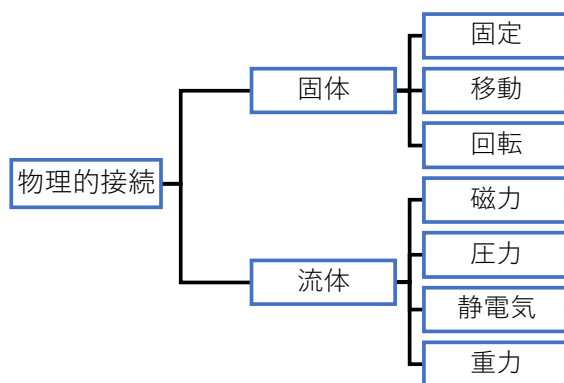 物理的接続
固体
固定
移動
回転
流体
磁力
圧力
静電気
重力